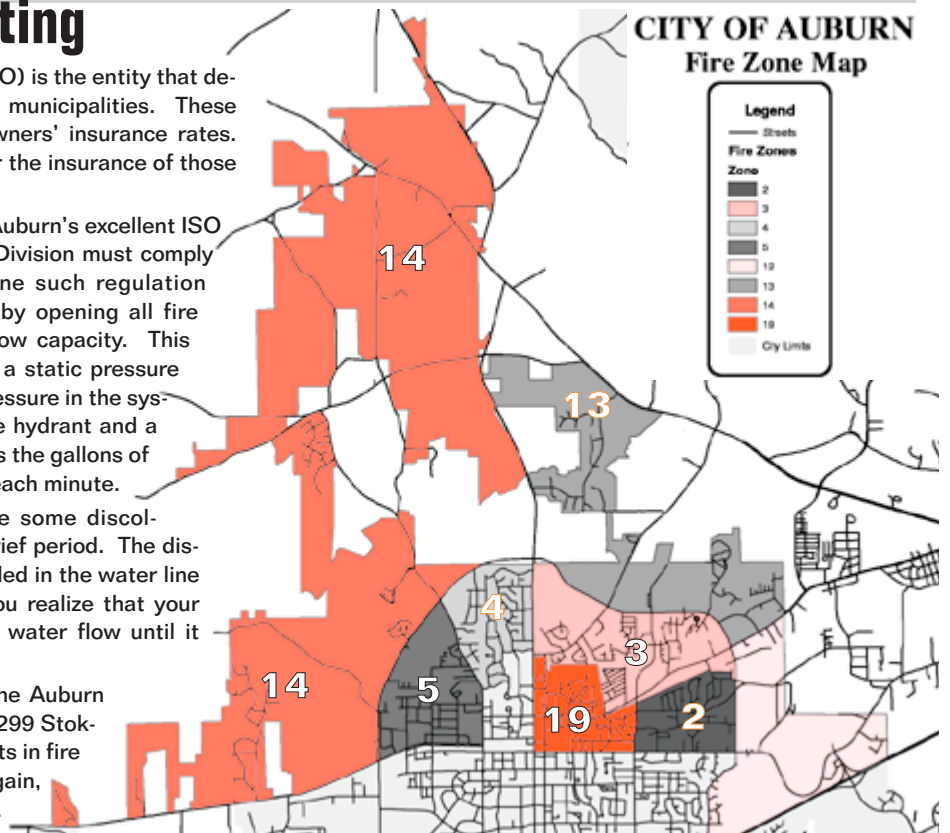 ting
O) is the entity that de-
municipalities. These
wners' insurance rates.
r the insurance of those
Auburn's excellent ISO
Division must comply
ne such regulation
by opening all fire
ow capacity. This
a static pressure
essure in the sys-
e hydrant and a
s the gallons of
each minute.
e some discol-
rief period. The dis-
led in the water line
ou realize that your
water flow until it
he Auburn
299 Stok-
ts in fire
gain,
CITY OF AUBURN
Fire Zone Map
Legend
Streets
Fire Zones
Zone
2
3
4
5
12
13
14
19
City Limits
14
13
4
3
14
5
19
2